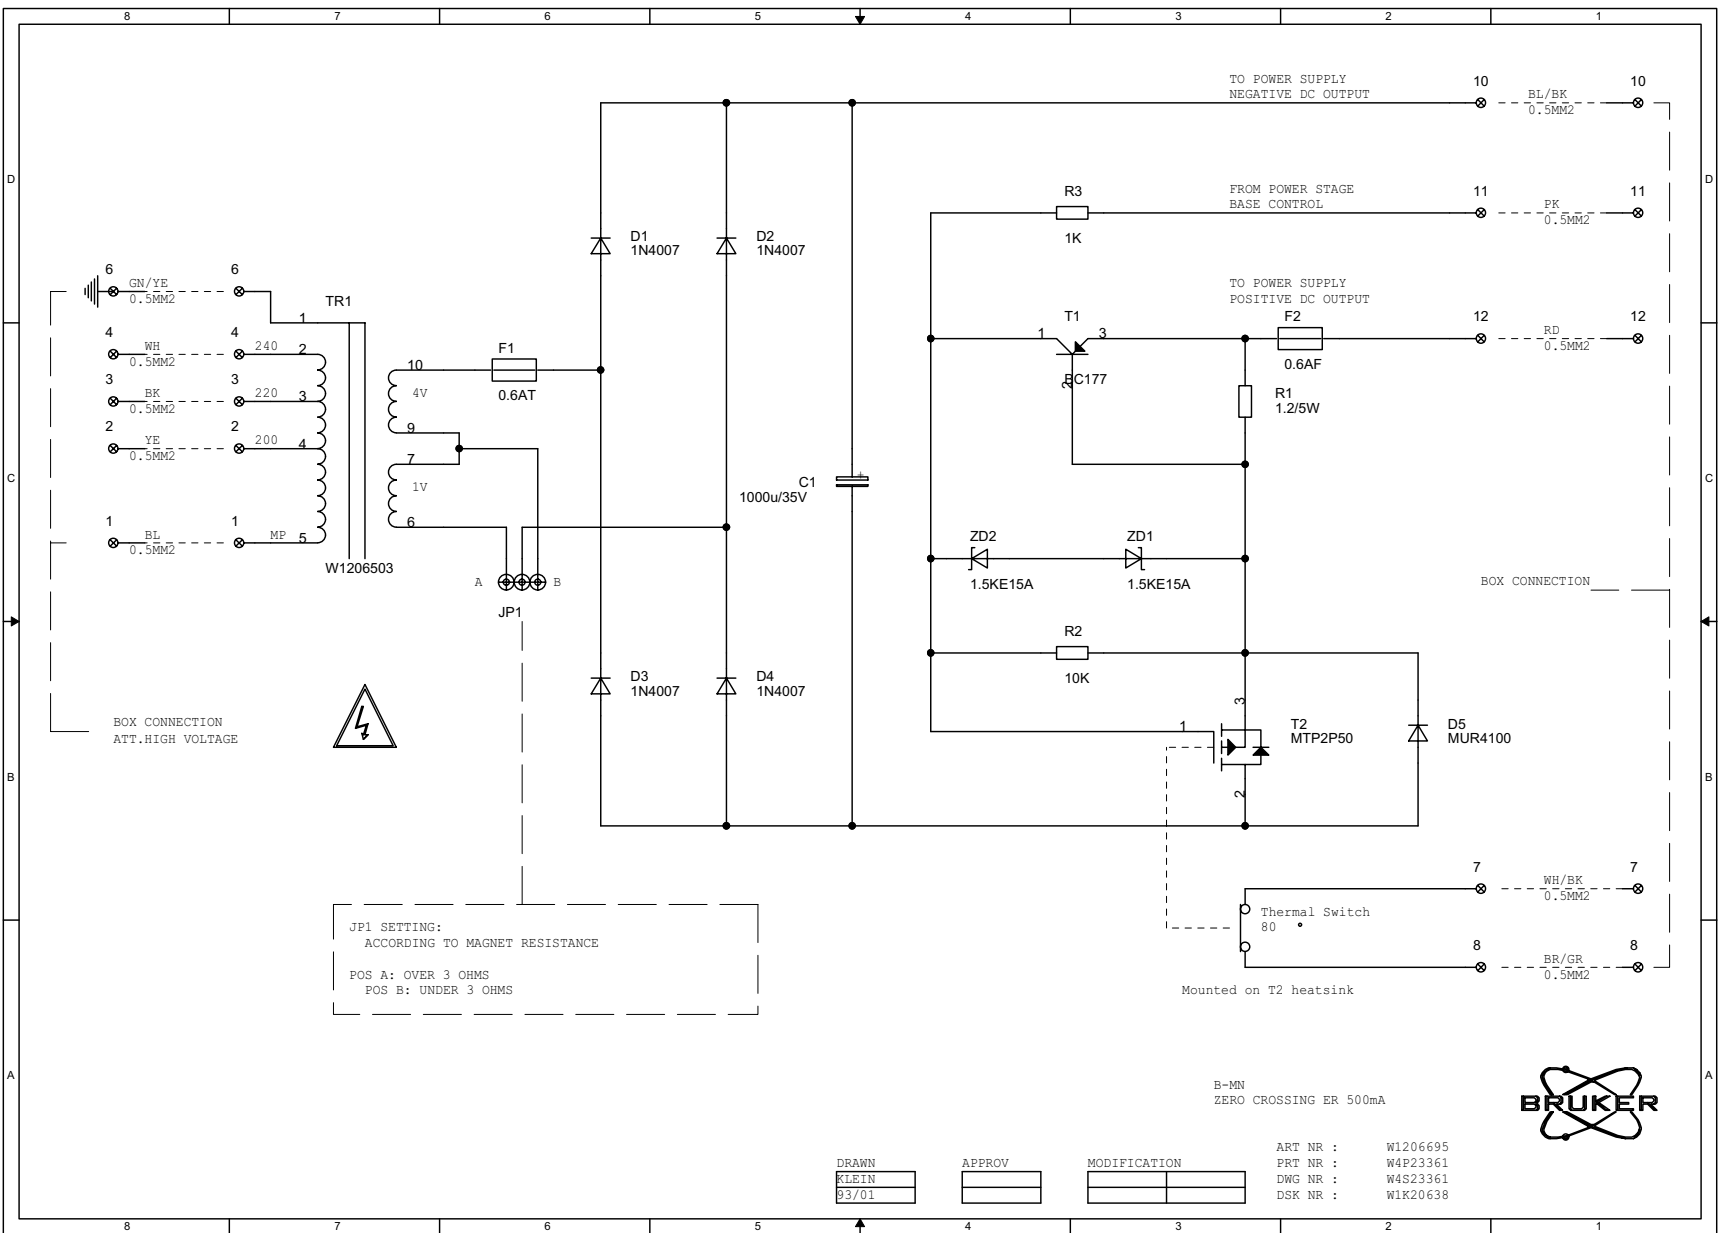 8 7 6 5 4 3 2 1
TO POWER SUPPLY
NEGATIVE DC OUTPUT
10 10
BL/BK
0.5MM2
D D
R3
1K
FROM POWER STAGE
BASE CONTROL
11 11
PK
0.5MM2
D1
1N4007
D2
1N4007
6 6
GN/YE
0.5MM2
TR1
1
TO POWER SUPPLY
POSITIVE DC OUTPUT
T1
1 3
2
BC177
F2
0.6AF
12 12
RD
0.5MM2
4 4
WH
0.5MM2
240 2
3 3
BK
0.5MM2
220 3
2 2
YE
0.5MM2
200 4
1 1
BL
0.5MM2
MP 5
W1206503
10
4V
9
7
1V
6
F1
0.6AT
R1
1.2/5W
C C
C1
1000u/35V
+
A B
JP1
ZD2
1.5KE15A
ZD1
1.5KE15A
BOX CONNECTION
R2
10K
D3
1N4007
D4
1N4007
3
1
2
T2
MTP2P50
D5
MUR4100
BOX CONNECTION
ATT.HIGH VOLTAGE
B B
7 7
WH/BK
0.5MM2
Thermal Switch
80 °
8 8
BR/GR
0.5MM2
Mounted on T2 heatsink
JP1 SETTING:
ACCORDING TO MAGNET RESISTANCE
POS A: OVER 3 OHMS
POS B: UNDER 3 OHMS
A A
B-MN
ZERO CROSSING ER 500mA
BRUKER
ART NR : W1206695
PRT NR : W4P23361
DWG NR : W4S23361
DSK NR : W1K20638
DRAWN APPROV MODIFICATION
KLEIN
93/01
8 7 6 5 4 3 2 1